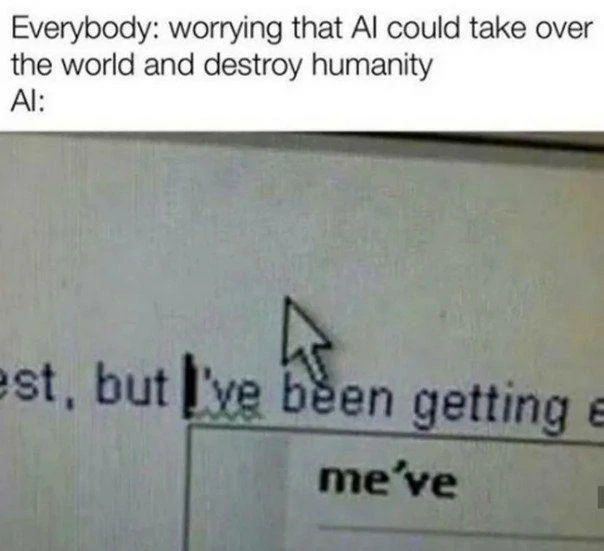 Everybody: worrying that AI could take over
the world and destroy humanity
AI:
est, but I've been getting e
me've